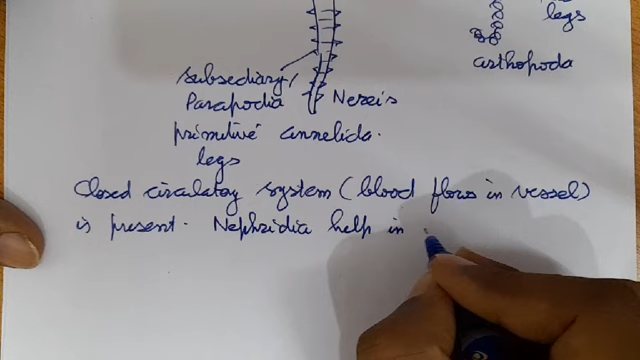 legs
arthopoda
subsediary/
Parapodia
Nereis
primitive annelida.
legs
Closed circulatory system (blood flows in vessel)
is present. Nephridia help in